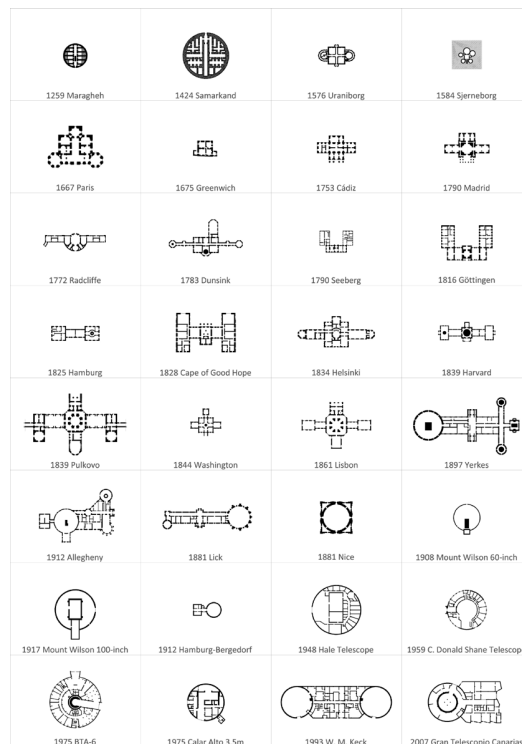 1259 Maragheh
1424 Samarkand
1576 Uraniborg
1584 Sjerneborg
1667 Paris
1675 Greenwich
1753 Cádiz
1790 Madrid
1772 Radcliffe
1783 Dunsink
1790 Seeberg
1816 Göttingen
1825 Hamburg
1828 Cape of Good Hope
1834 Helsinki
1839 Harvard
1839 Pulkovo
1844 Washington
1861 Lisbon
1897 Yerkes
1912 Allegheny
1881 Lick
1881 Nice
1908 Mount Wilson 60-inch
1917 Mount Wilson 100-inch
1912 Hamburg-Bergedorf
1948 Hale Telescope
1959 C. Donald Shane Telescop
1975 BTA-6
1975 Calar Alto 3.5m
1993 W. M. Keck
2007 Gran Telescopio Canarias